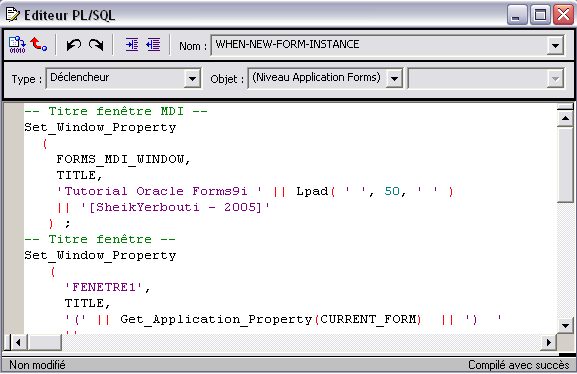 Editeur PL/SQL
Nom : WHEN-NEW-FORM-INSTANCE
Type : Déclencheur Objet : (Niveau Application Forms)
-- Titre fenêtre MDI --
Set_Window_Property
(
FORMS_MDI_WINDOW,
TITLE,
'Tutorial Oracle Forms9i ' || Lpad( ' ', 50, ' ' )
|| '[SheikYerbouti - 2005]'
) ;
-- Titre fenêtre --
Set_Window_Property
(
'FENETRE1',
TITLE,
'(' || Get_Application_Property(CURRENT_FORM) || ') '
Non modifié Compilé avec succès